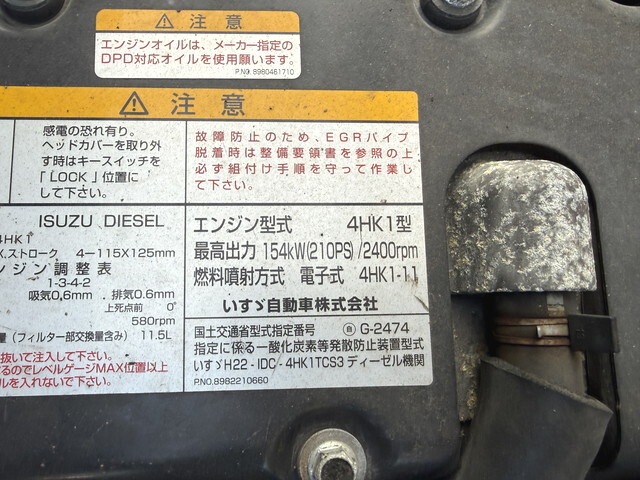 注意
エンジンオイルは、メーカー指定の
DPD対応オイルを使用願います。
P.NO. 8980461710
注意
感電の恐れ有り。
ヘッドカバーを取り外
す時はキースイッチを
「LOCK」位置に
して下さい。
故障防止のため、EGRパイプ
脱着時は整備要領書を参照の上
必ず組付け手順を守って作業し
て下さい。
ISUZU DIESEL
4HK1
X.ストローク 4-115X125mm
ンジン調整表
1-3-4-2
吸気0.6mm 排気0.6mm
上死点前 0°
580rpm
量(フィルター部交換量含み) 11.5L
抜いて注入して下さい。
るのでレベルゲージMAX位置以上
ルを入れないで下さい。
エンジン型式 4HK1型
最高出力 154kW(210PS)/2400rpm
燃料噴射方式 電子式 4HK1-11
いすゞ自動車株式会社
国土交通省型式指定番号 G-2474
指定に係る一酸化炭素等発散防止装置型式
いすゞH22-IDC-4HK1TCS3 ディーゼル機関
P.NO. 8982210660